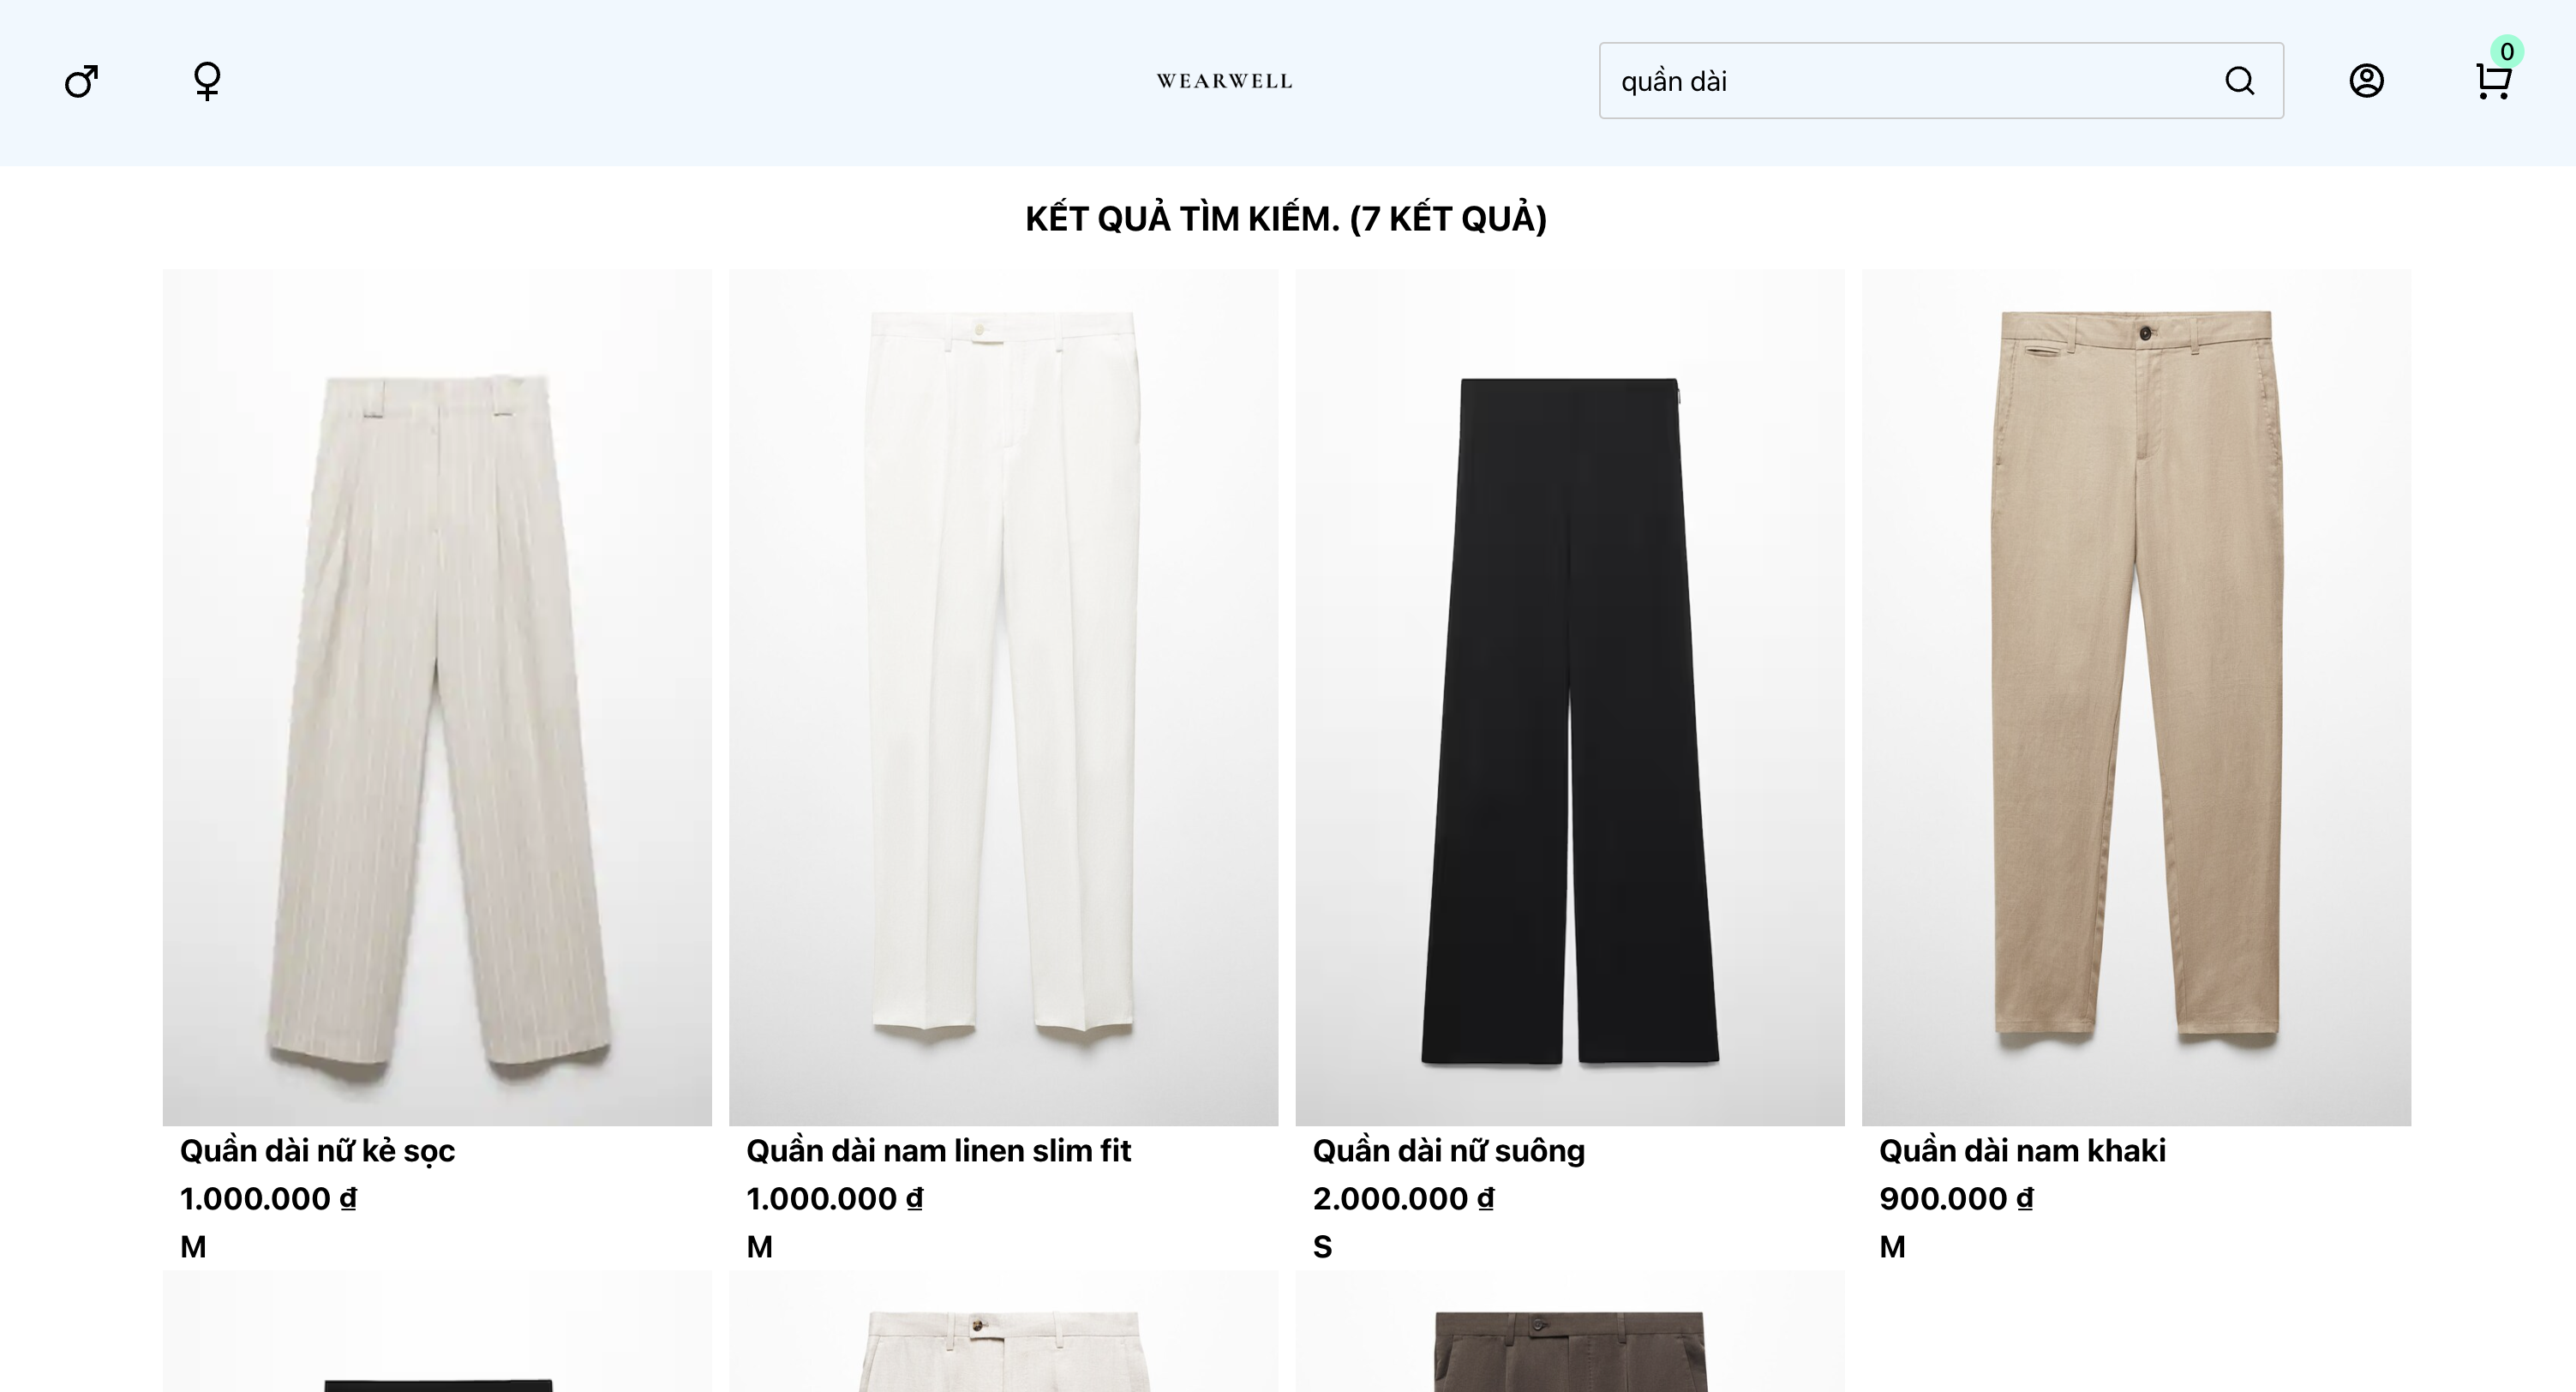 WEARWELL
quần dài
0
KẾT QUẢ TÌM KIẾM. (7 KẾT QUẢ)
Quần dài nữ kẻ sọc
1.000.000 ₫
M
Quần dài nam linen slim fit
1.000.000 ₫
M
Quần dài nữ suông
2.000.000 ₫
S
Quần dài nam khaki
900.000 ₫
M